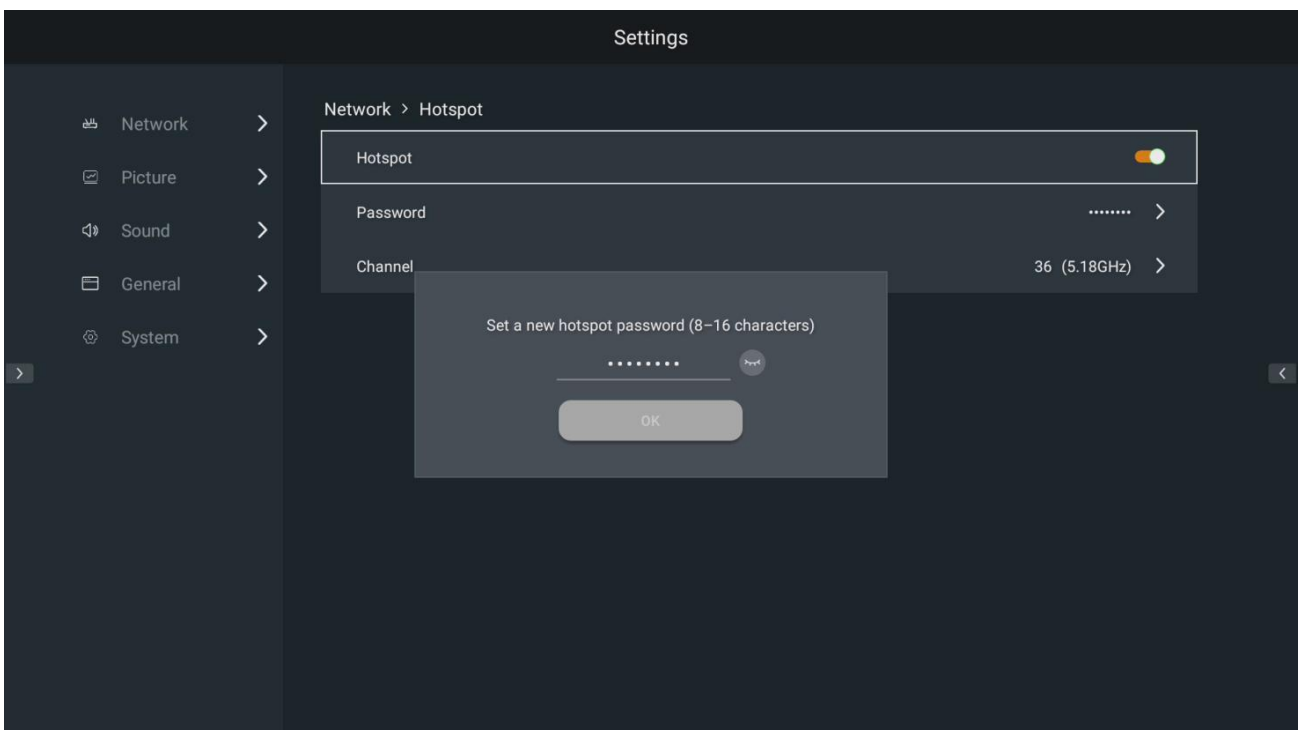 Settings
Network
Picture
Sound
General
System
Network > Hotspot
Hotspot
Password ••••••••
Channel 36 (5.18GHz)
Set a new hotspot password (8–16 characters)
••••••••
OK